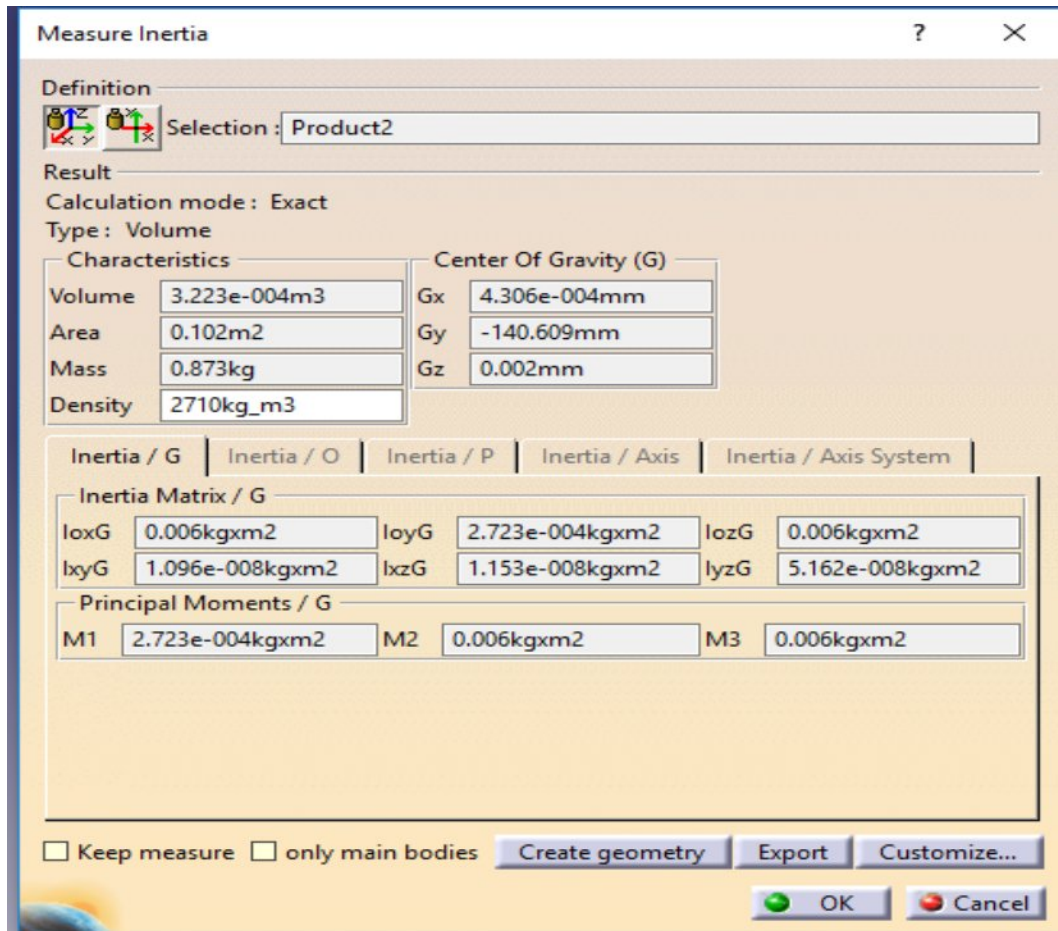 Measure Inertia ? ×
Definition
Selection : Product2
Result
Calculation mode : Exact
Type : Volume
Characteristics Center Of Gravity (G)
Volume 3.223e-004m3 Gx 4.306e-004mm
Area 0.102m2 Gy -140.609mm
Mass 0.873kg Gz 0.002mm
Density 2710kg_m3
Inertia / G Inertia / O Inertia / P Inertia / Axis Inertia / Axis System
Inertia Matrix / G
IoxG 0.006kgxm2 IoyG 2.723e-004kgxm2 IozG 0.006kgxm2
IxyG 1.096e-008kgxm2 IxzG 1.153e-008kgxm2 IyzG 5.162e-008kgxm2
Principal Moments / G
M1 2.723e-004kgxm2 M2 0.006kgxm2 M3 0.006kgxm2
Keep measure only main bodies Create geometry Export Customize...
OK Cancel